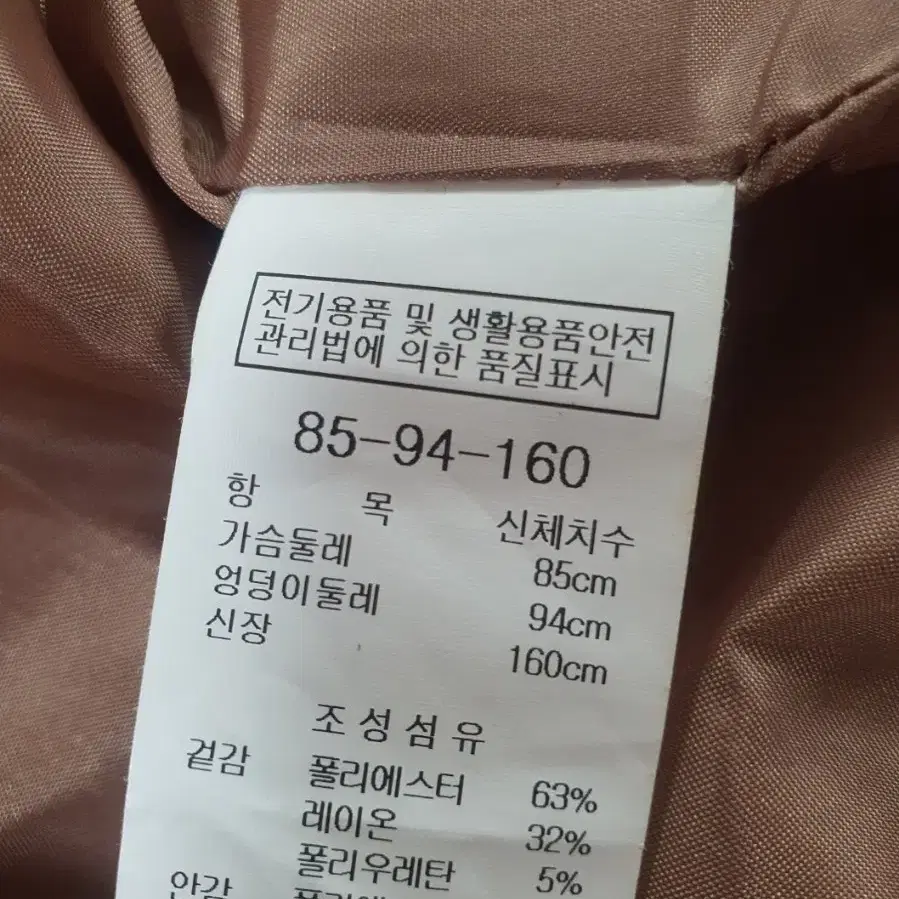 전기용품 및 생활용품안전
관리법에 의한 품질표시
85-94-160
항 목 신체치수
가슴둘레 85cm
엉덩이둘레 94cm
신장 160cm
조성섬유
겉감 폴리에스터 63%
레이온 32%
폴리우레탄 5%
안감